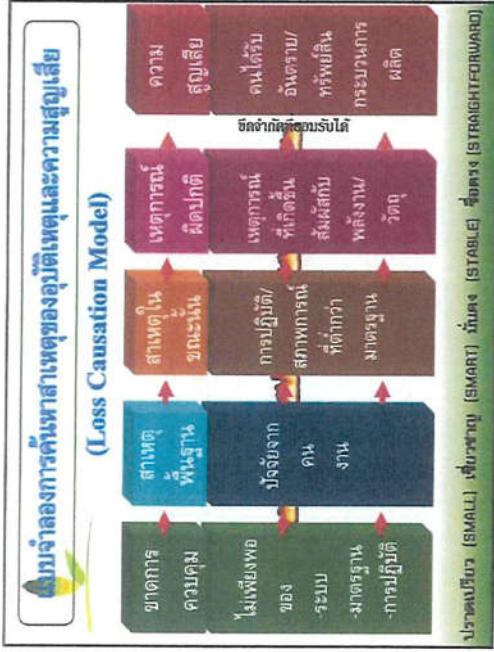 แบบจำลองการค้นหาสาเหตุของอุบัติเหตุและความสูญเสีย
(Loss Causation Model)
ขาดการ
ควบคุม
ไม่เพียงพอ
ของ
-ระบบ
-มาตรฐาน
-การปฏิบัติ
สาเหตุ
พื้นฐาน
ปัจจัยจาก
คน
งาน
สาเหตุใน
ขณะนั้น
การปฏิบัติ/
สภาพการณ์
ที่ต่ำกว่า
มาตรฐาน
เหตุการณ์
ผิดปกติ
เหตุการณ์
ที่เกิดขึ้น
สัมผัสกับ
พลังงาน/
วัตถุ
ขีดจำกัดที่ยอมรับได้
ความ
สูญเสีย
คนได้รับ
อันตราย/
ทรัพย์สิน
กระบวนการ
ผลิต
ปราดเปรียว (SMALL) เชี่ยวชาญ (SMART) มั่นคง (STABLE) ซื่อตรง (STRAIGHTFORWARD)